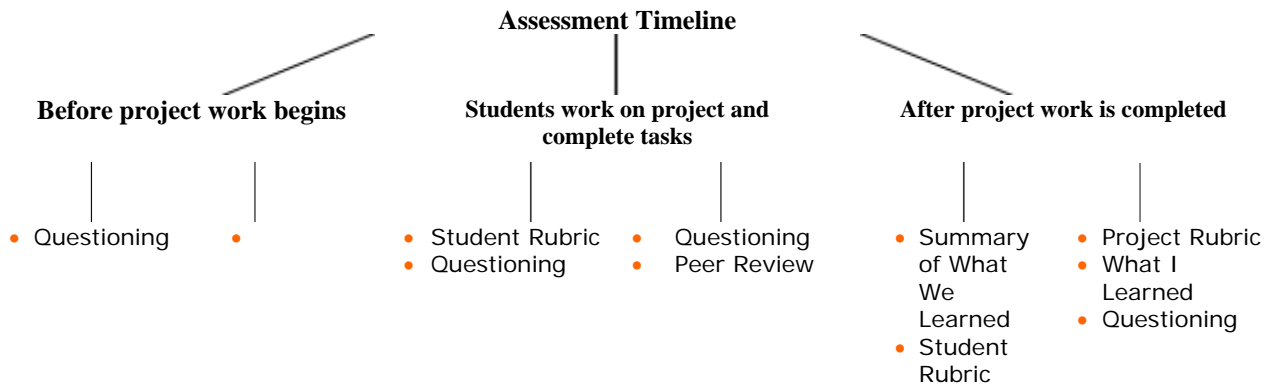 Assessment Timeline
Before project work begins
Students work on project and
complete tasks
After project work is completed
• Questioning
•
• Student Rubric
• Questioning
• Questioning
• Peer Review
• Summary
of What
We
Learned
• Student
Rubric
• Project Rubric
• What I
Learned
• Questioning